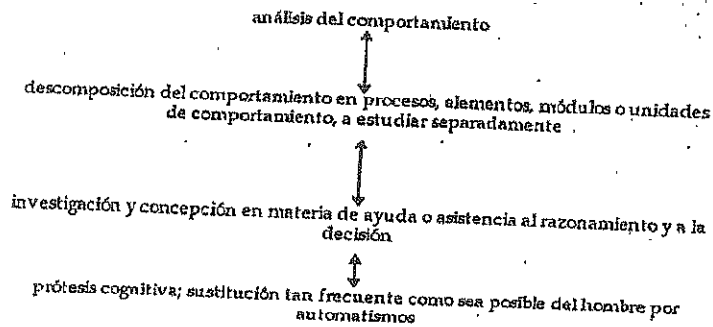 análisis del comportamiento
descomposición del comportamiento en procesos, elementos, módulos o unidades
de comportamiento, a estudiar separadamente
investigación y concepción en materia de ayuda o asistencia al razonamiento y a la
decisión
prótesis cognitiva; sustitución tan frecuente como sea posible del hombre por
automatismos